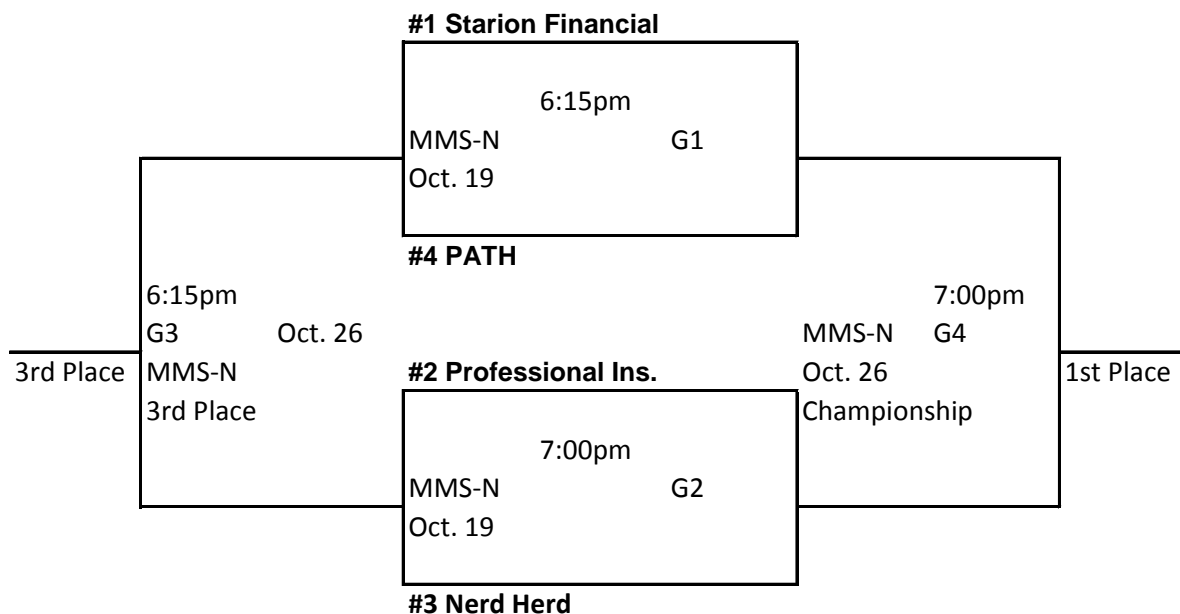 #1 Starion Financial
6:15pm
MMS-N G1
Oct. 19
#4 PATH
6:15pm
G3 Oct. 26
3rd Place MMS-N
3rd Place
7:00pm
MMS-N G4
Oct. 26
Championship
1st Place
#2 Professional Ins.
7:00pm
MMS-N G2
Oct. 19
#3 Nerd Herd